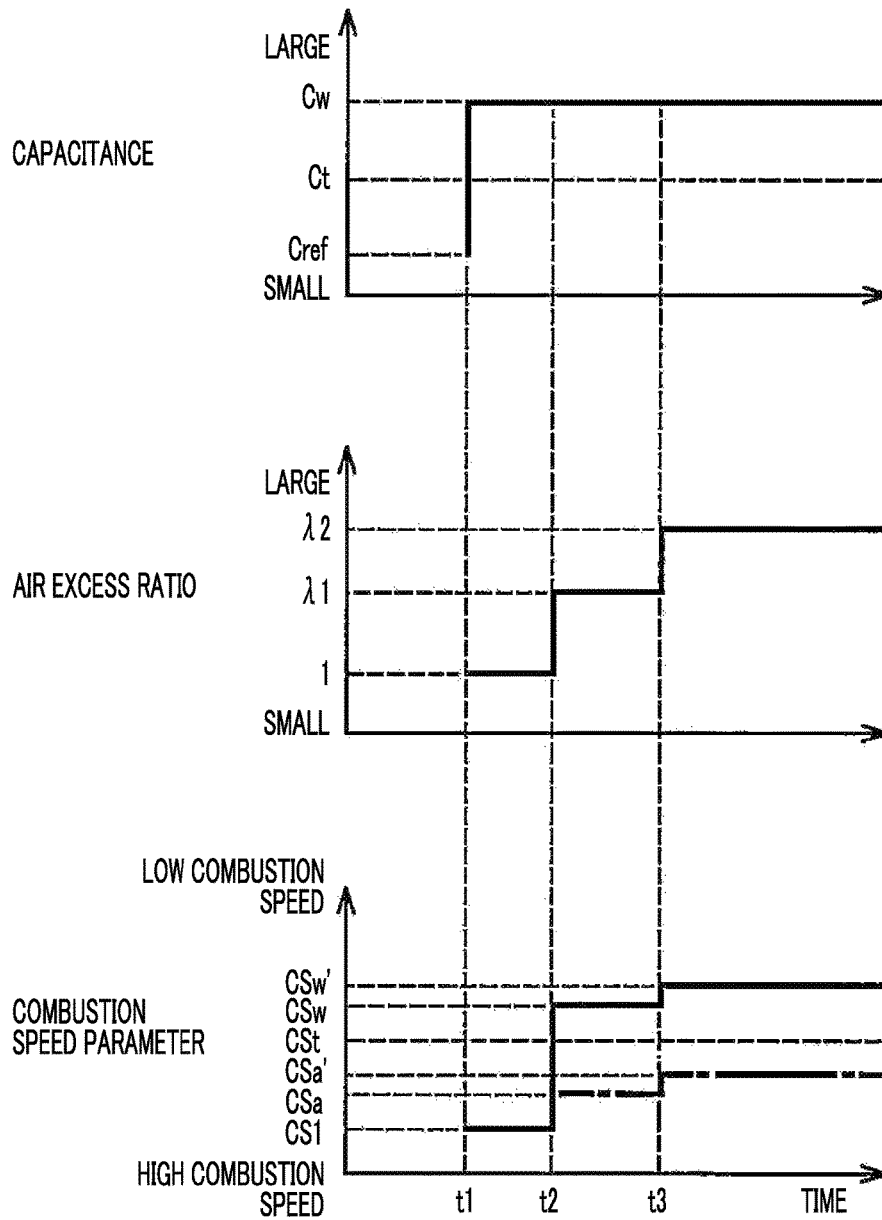 LARGE
Cw
CAPACITANCE
Ct
Cref
SMALL
LARGE
λ2
AIR EXCESS RATIO
λ1
1
SMALL
LOW COMBUSTION
SPEED
CSw'
COMBUSTION
SPEED PARAMETER
CSw
CSt
CSa'
CSa
CS1
HIGH COMBUSTION
SPEED
t1 t2 t3 TIME